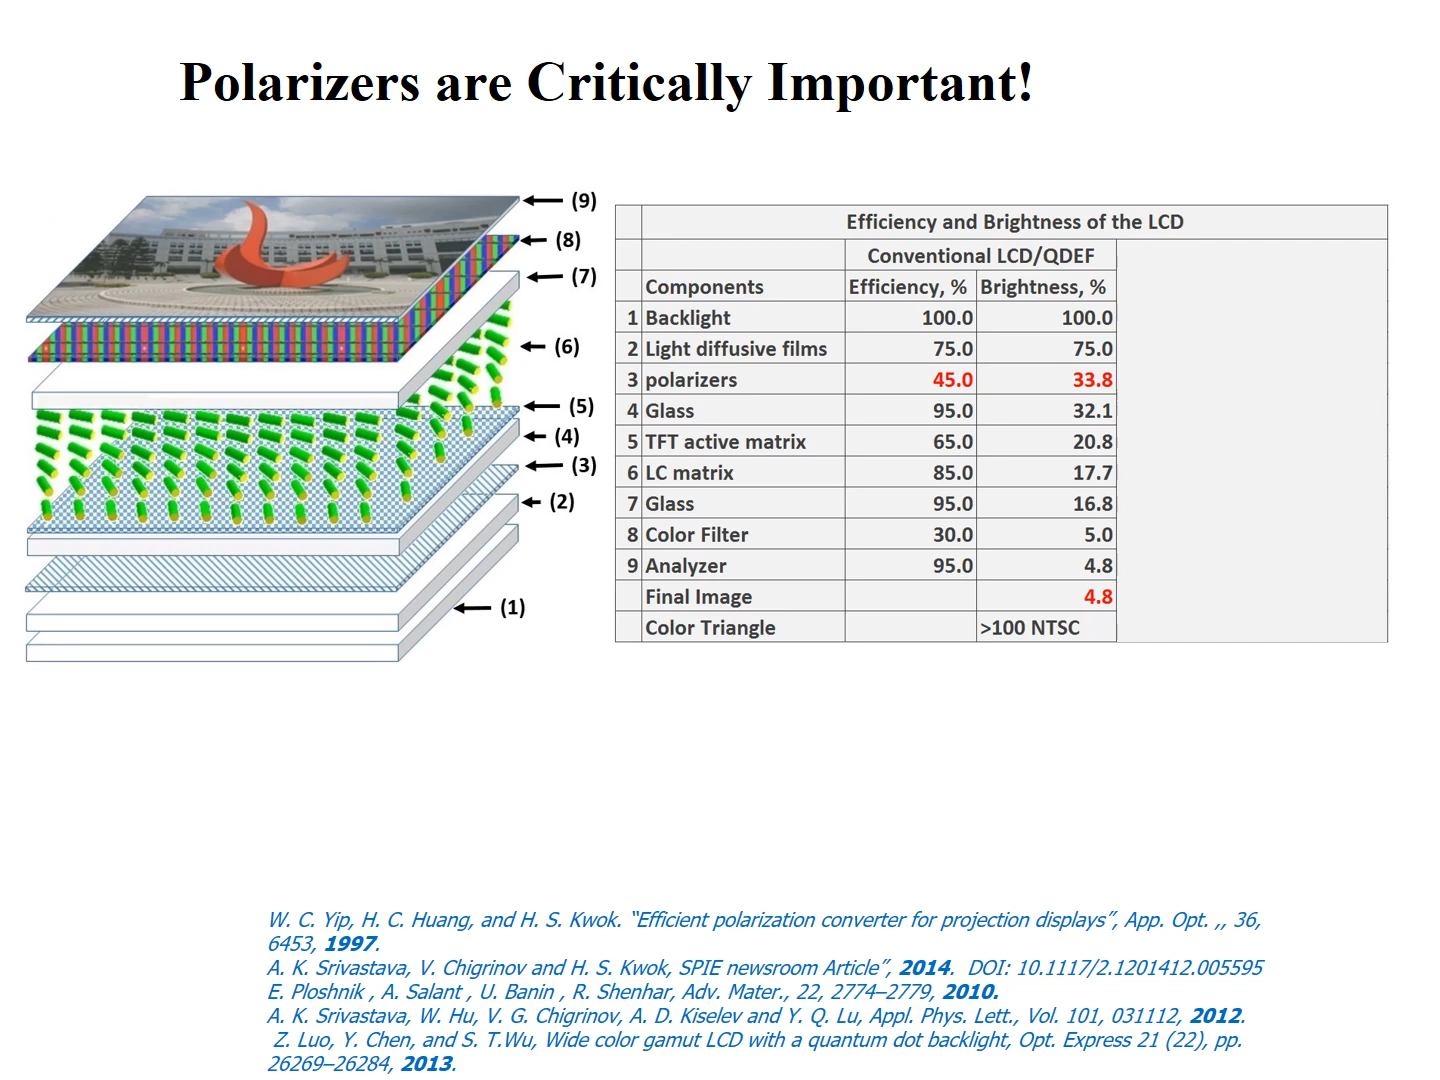 Polarizers are Critically Important!
(9)
(8)
(7)
(6)
(5)
(4)
(3)
(2)
(1)
Efficiency and Brightness of the LCD
Conventional LCD/QDEF
Components Efficiency, % Brightness, %
1 Backlight 100.0 100.0
2 Light diffusive films 75.0 75.0
3 polarizers 45.0 33.8
4 Glass 95.0 32.1
5 TFT active matrix 65.0 20.8
6 LC matrix 85.0 17.7
7 Glass 95.0 16.8
8 Color Filter 30.0 5.0
9 Analyzer 95.0 4.8
Final Image 4.8
Color Triangle >100 NTSC
W. C. Yip, H. C. Huang, and H. S. Kwok. “Efficient polarization converter for projection displays”, App. Opt. ,, 36,
6453, 1997.
A. K. Srivastava, V. Chigrinov and H. S. Kwok, SPIE newsroom Article”, 2014. DOI: 10.1117/2.1201412.005595
E. Ploshnik , A. Salant , U. Banin , R. Shenhar, Adv. Mater., 22, 2774–2779, 2010.
A. K. Srivastava, W. Hu, V. G. Chigrinov, A. D. Kiselev and Y. Q. Lu, Appl. Phys. Lett., Vol. 101, 031112, 2012.
Z. Luo, Y. Chen, and S. T.Wu, Wide color gamut LCD with a quantum dot backlight, Opt. Express 21 (22), pp.
26269–26284, 2013.